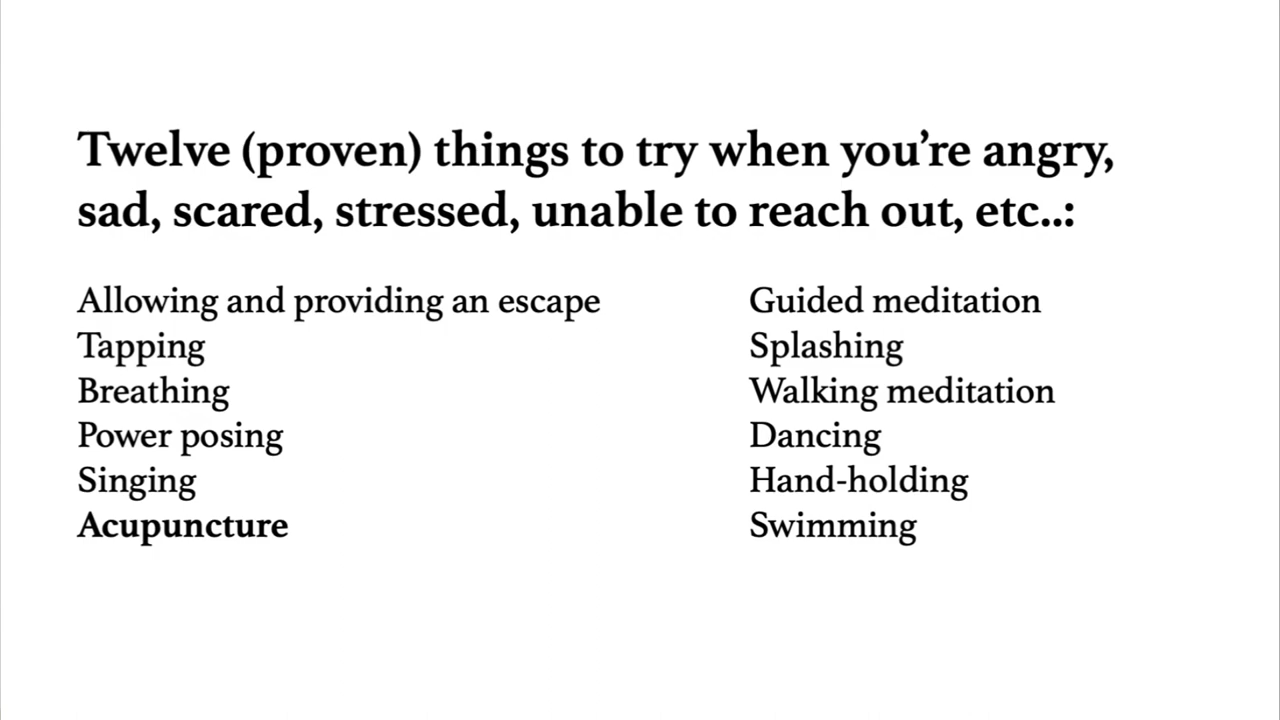 Twelve (proven) things to try when you’re angry,
sad, scared, stressed, unable to reach out, etc..:
Allowing and providing an escape
Tapping
Breathing
Power posing
Singing
Acupuncture
Guided meditation
Splashing
Walking meditation
Dancing
Hand-holding
Swimming